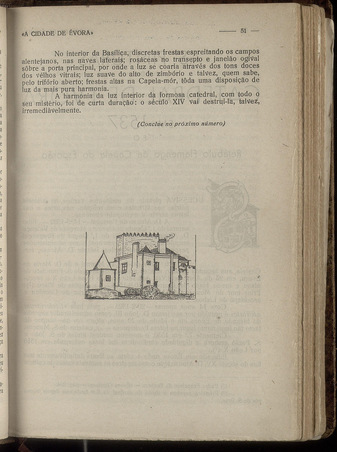 «A CIDADE DE ÉVORA» 51
No interior da Basílica, discretas frestas espreitando os campos
alentejanos, nas naves laterais; rosáceas no transepto e janelão ogival
sôbre a porta principal, por onde a luz se coaria através dos tons doces
dos vélhos vitrais; luz suave do alto do zimbório e talvez, quem sabe,
pelo trifório aberto; frestas altas na Capela-mór, tôda uma disposição de
luz da mais pura harmonia.
A harmonia da luz interior da formosa catedral, com todo o
seu mistério, foi de curta duração: o século XIV vai destruí-la, talvez,
irremediávelmente.
(Conclue no próximo número)